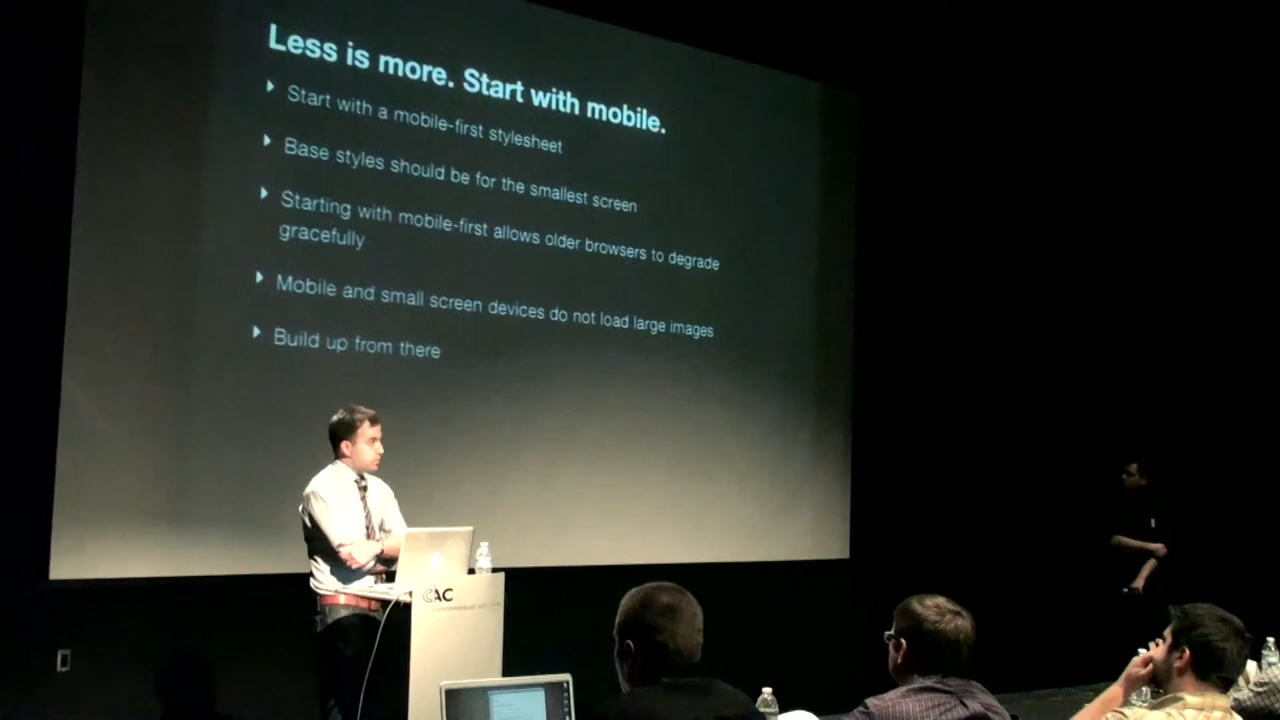 Less is more. Start with mobile.
Start with a mobile-first stylesheet
Base styles should be for the smallest screen
Starting with mobile-first allows older browsers to degrade
gracefully
Mobile and small screen devices do not load large images
Build up from there
CAC